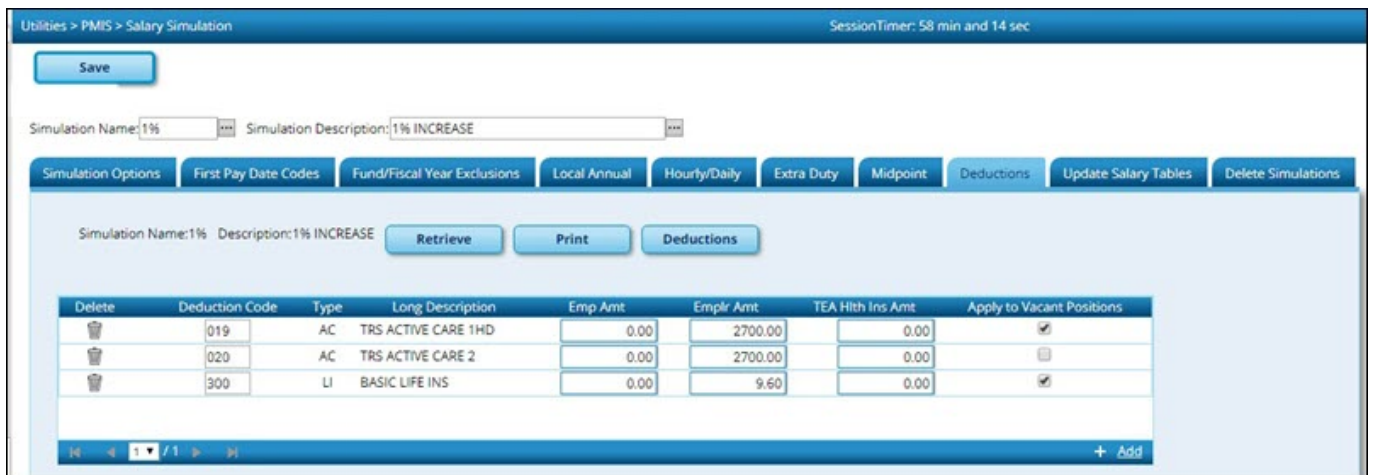 Utilities > PMIS > Salary Simulation SessionTimer: 58 min and 14 sec
Save
Simulation Name: 1% ... Simulation Description: 1% INCREASE ...
Simulation Options First Pay Date Codes Fund/Fiscal Year Exclusions Local Annual Hourly/Daily Extra Duty Midpoint Deductions Update Salary Tables Delete Simulations
Simulation Name:1% Description:1% INCREASE Retrieve Print Deductions
Delete Deduction Code Type Long Description Emp Amt Emplr Amt TEA Hlth Ins Amt Apply to Vacant Positions
019 AC TRS ACTIVE CARE 1HD 0.00 2700.00 0.00
020 AC TRS ACTIVE CARE 2 0.00 2700.00 0.00
300 LI BASIC LIFE INS 0.00 9.60 0.00
1 / 1 + Add